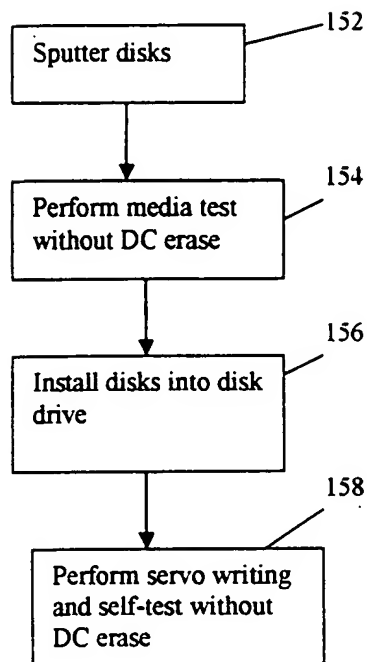 152
Sputter disks
154
Perform media test
without DC erase
156
Install disks into disk
drive
158
Perform servo writing
and self-test without
DC erase